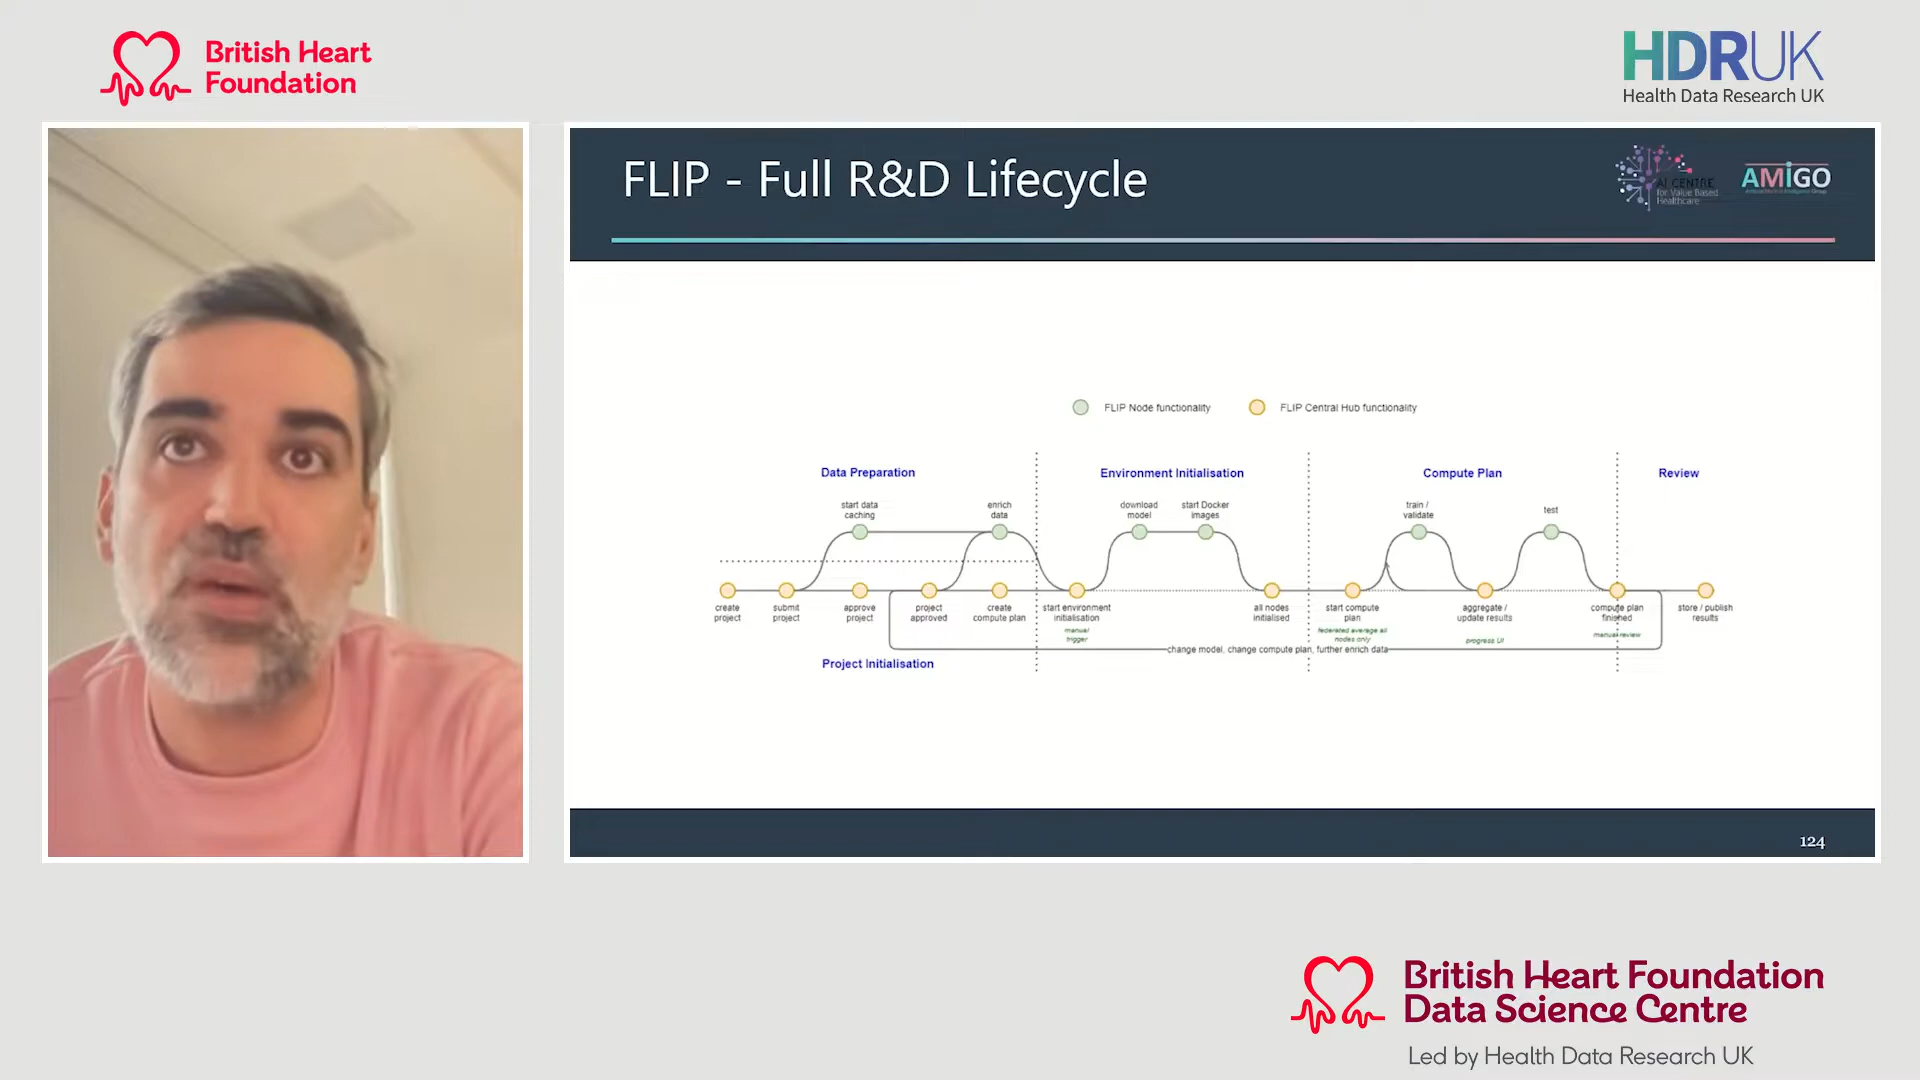 British Heart
Foundation
HDRUK
Health Data Research UK
FLIP - Full R&D Lifecycle
AI CENTRE
for Value Based
Healthcare
AMIGO
FLIP Node functionality
FLIP Central Hub functionality
Data Preparation
Environment Initialisation
Compute Plan
Review
start data
caching
enrich
data
download
model
start Docker
images
train /
validate
test
create
project
submit
project
approve
project
project
approved
create
compute plan
start environment
initialisation
manual
trigger
all nodes
initialised
start compute
plan
federated average all
nodes only
aggregate /
update results
progress UI
compute plan
finished
manual review
store / publish
results
change model, change compute plan, further enrich data
Project Initialisation
124
British Heart Foundation
Data Science Centre
Led by Health Data Research UK